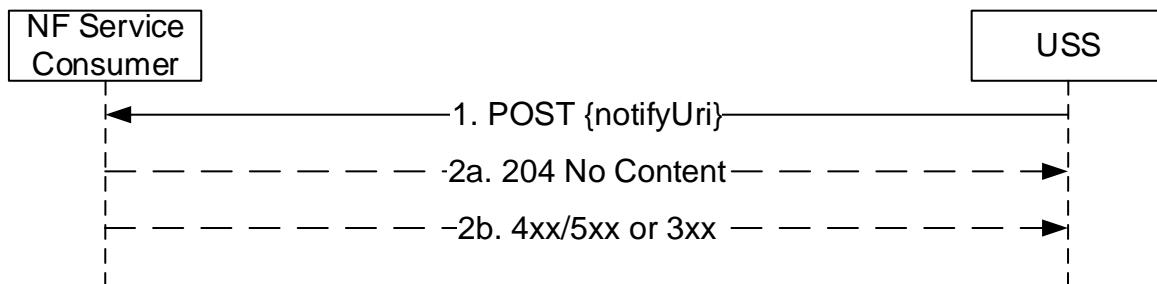 NF Service
Consumer
USS
1. POST {notifyUri}
2a. 204 No Content
2b. 4xx/5xx or 3xx